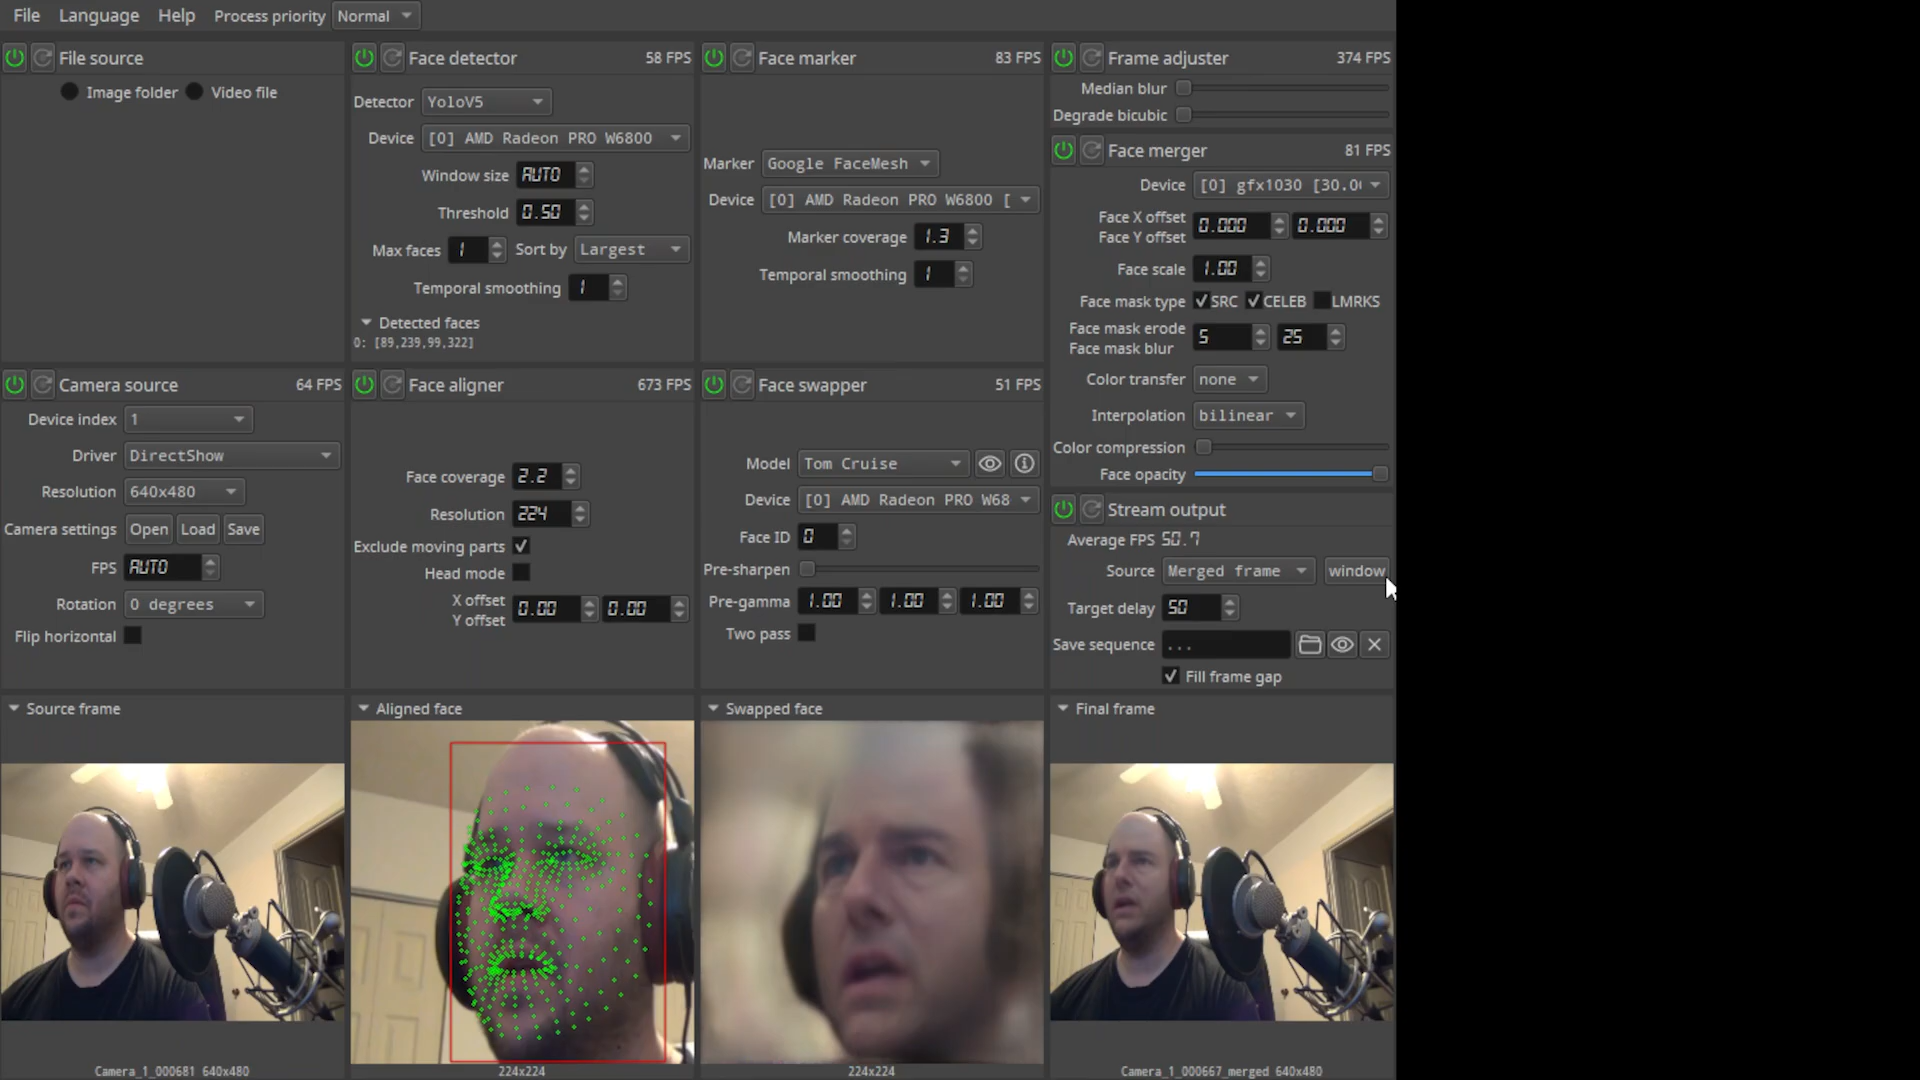 File Language Help Process priority Normal
File source
Image folder Video file
Face detector 58 FPS
Detector YoloV5
Device [0] AMD Radeon PRO W6800
Window size AUTO
Threshold 0.50
Max faces 1 Sort by Largest
Temporal smoothing 1
Detected faces
0: [89,239,99,322]
Face marker 83 FPS
Marker Google FaceMesh
Device [0] AMD Radeon PRO W6800 [
Marker coverage 1.3
Temporal smoothing 1
Frame adjuster 374 FPS
Median blur
Degrade bicubic
Face merger 81 FPS
Device [0] gfx1030 [30.0
Face X offset
Face Y offset 0.000 0.000
Face scale 1.00
Face mask type SRC CELEB LMRKS
Face mask erode
Face mask blur 5 25
Color transfer none
Interpolation bilinear
Color compression
Face opacity
Camera source 64 FPS
Device index 1
Driver DirectShow
Resolution 640x480
Camera settings Open Load Save
FPS AUTO
Rotation 0 degrees
Flip horizontal
Face aligner 673 FPS
Face coverage 2.2
Resolution 224
Exclude moving parts
Head mode
X offset
Y offset 0.00 0.00
Face swapper 51 FPS
Model Tom Cruise
Device [0] AMD Radeon PRO W68
Face ID 0
Pre-sharpen
Pre-gamma 1.00 1.00 1.00
Two pass
Stream output
Average FPS 50.7
Source Merged frame window
Target delay 50
Save sequence ...
Fill frame gap
Source frame
Camera_1_000681 640x480
Aligned face
224x224
Swapped face
224x224
Final frame
Camera_1_000667_merged 640x480